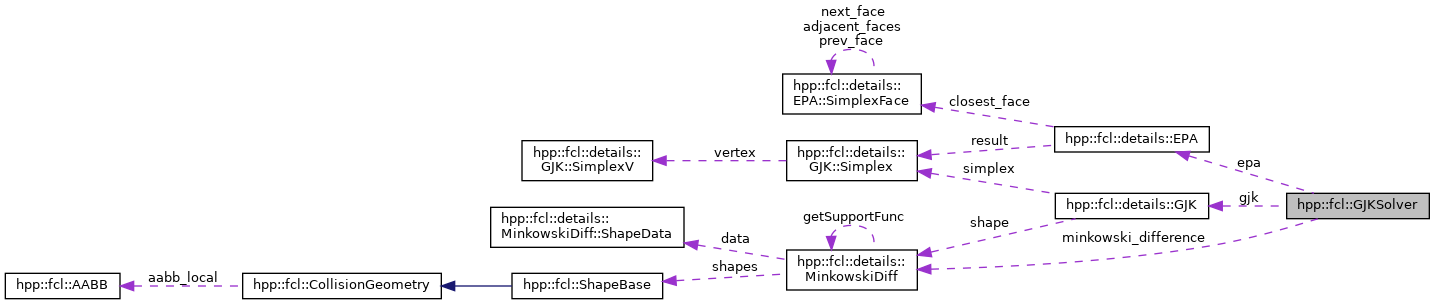 next_face
adjacent_faces
prev_face
hpp::fcl::details::
EPA::SimplexFace
closest_face
hpp::fcl::details::EPA
result
vertex
hpp::fcl::details::
GJK::SimplexV
hpp::fcl::details::
GJK::Simplex
epa
simplex
gjk
hpp::fcl::details::GJK
hpp::fcl::GJKSolver
getSupportFunc
shape
minkowski_difference
hpp::fcl::details::
MinkowskiDiff::ShapeData
data
hpp::fcl::details::
MinkowskiDiff
shapes
aabb_local
hpp::fcl::AABB
hpp::fcl::CollisionGeometry
hpp::fcl::ShapeBase